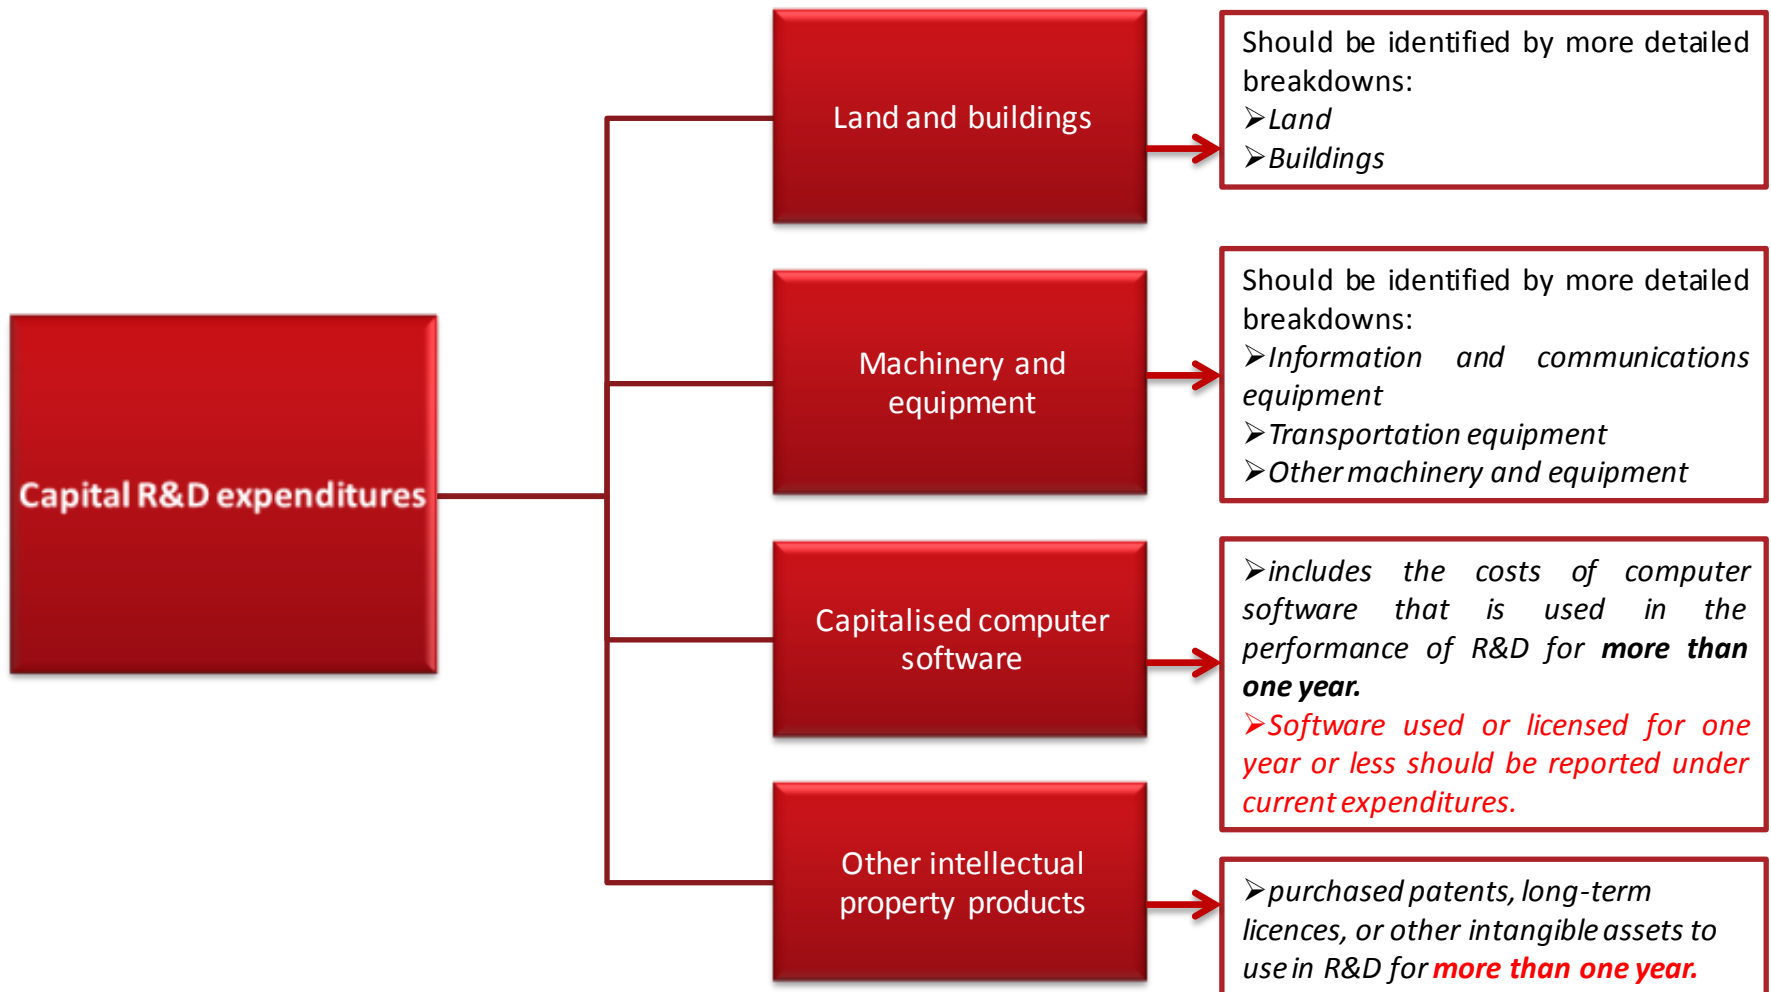 Capital R&D expenditures
Land and buildings
Should be identified by more detailed
breakdowns:
➢Land
➢Buildings
Machinery and
equipment
Should be identified by more detailed
breakdowns:
➢Information and communications
equipment
➢Transportation equipment
➢Other machinery and equipment
Capitalised computer
software
➢includes the costs of computer
software that is used in the
performance of R&D for more than
one year.
➢Software used or licensed for one
year or less should be reported under
current expenditures.
Other intellectual
property products
➢purchased patents, long-term
licences, or other intangible assets to
use in R&D for more than one year.